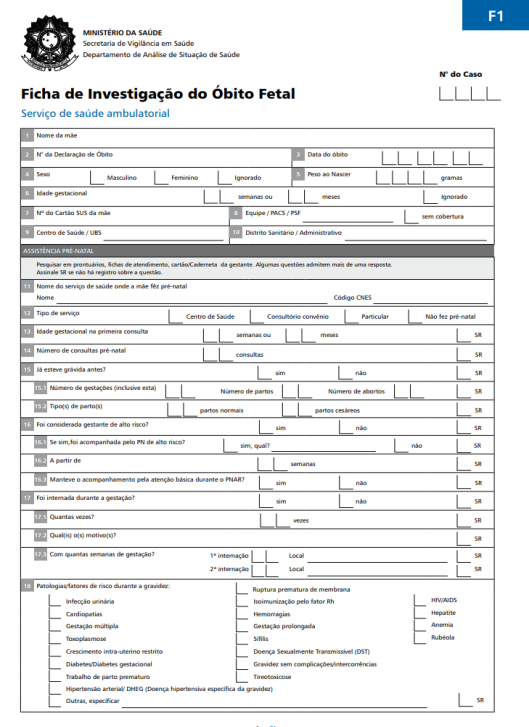 F1
MINISTÉRIO DA SAÚDE
Secretaria de Vigilância em Saúde
Departamento de Análise de Situação de Saúde
N° do Caso
Ficha de Investigação do Óbito Fetal
Serviço de saúde ambulatorial
1 Nome da mãe
2 N° da Declaração de Óbito 3 Data do óbito
4 Sexo Masculino Feminino Ignorado 5 Peso ao Nascer gramas
6 Idade gestacional semanas ou meses Ignorado
7 N° do Cartão SUS da mãe 8 Equipe / PACS / PSF sem cobertura
9 Centro de Saúde / UBS 10 Distrito Sanitário / Administrativo
ASSISTÊNCIA PRÉ-NATAL
Pesquisar em prontuários, fichas de atendimento, cartão/Caderneta da gestante. Algumas questões admitem mais de uma resposta.
Assinale SR se não há registro sobre a questão.
11 Nome do serviço de saúde onde a mãe fêz pré-natal
Nome Código CNES
12 Tipo de serviço Centro de Saúde Consultório convênio Particular Não fez pré-natal
13 Idade gestacional na primeira consulta semanas ou meses SR
14 Número de consultas pré-natal consultas SR
15 Já esteve grávida antes? sim não SR
15.1 Número de gestações (inclusive esta) Número de partos Número de abortos SR
15.2 Tipo(s) de parto(s) partos normais partos cesáreos SR
16 Foi considerada gestante de alto risco? sim não SR
16.1 Se sim,foi acompanhada pelo PN de alto risco? sim, qual? não SR
16.2 A partir de semanas SR
16.3 Manteve o acompanhamento pela atenção básica durante o PNAR? sim não SR
17 Foi internada durante a gestação? sim não SR
17.1 Quantas vezes? vezes SR
17.2 Qual(is) o(s) motivo(s)? SR
17.3 Com quantas semanas de gestação? 1ª internação Local SR
2ª internação Local SR
18 Patologias/fatores de risco durante a gravidez: Ruptura prematura de membrana
Infecção urinária Isoimunização pelo fator Rh HIV/AIDS
Cardiopatias Hemorragias Hepatite
Gestação múltipla Gestação prolongada Anemia
Toxoplasmose Sífilis Rubéola
Crescimento intra-uterino restrito Doença Sexualmente Transmissível (DST)
Diabetes/Diabetes gestacional Gravidez sem complicações/intercorrências
Trabalho de parto prematuro Tireotoxicose
Hipertensão arterial/ DHEG (Doença hipertensiva específica da gravidez)
Outras, especificar SR